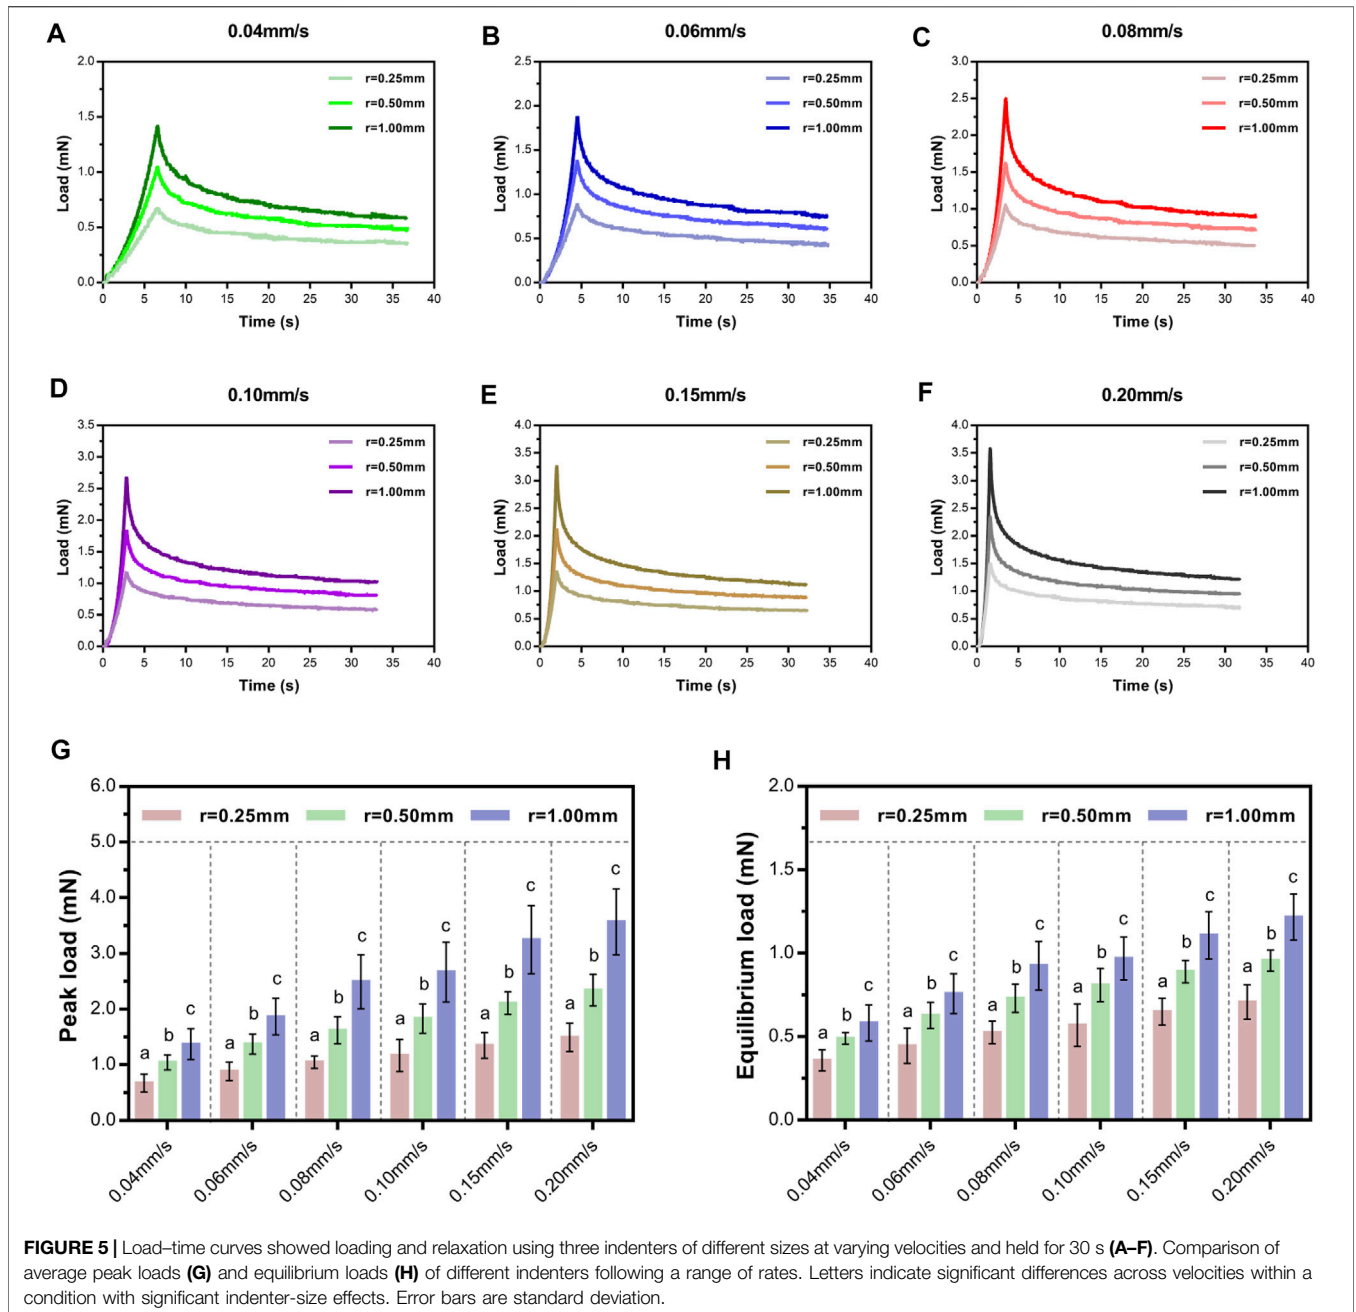 A
0.04mm/s
2.0
1.5
1.0
0.5
0.0
Load (mN)
r=0.25mm
r=0.50mm
r=1.00mm
0 5 10 15 20 25 30 35 40
Time (s)
B
0.06mm/s
2.5
2.0
1.5
1.0
0.5
0.0
Load (mN)
r=0.25mm
r=0.50mm
r=1.00mm
0 5 10 15 20 25 30 35 40
Time (s)
C
0.08mm/s
3.0
2.5
2.0
1.5
1.0
0.5
0.0
Load (mN)
r=0.25mm
r=0.50mm
r=1.00mm
0 5 10 15 20 25 30 35 40
Time (s)
D
0.10mm/s
3.5
3.0
2.5
2.0
1.5
1.0
0.5
0.0
Load (mN)
r=0.25mm
r=0.50mm
r=1.00mm
0 5 10 15 20 25 30 35 40
Time (s)
E
0.15mm/s
4.0
3.5
3.0
2.5
2.0
1.5
1.0
0.5
0.0
Load (mN)
r=0.25mm
r=0.50mm
r=1.00mm
0 5 10 15 20 25 30 35 40
Time (s)
F
0.20mm/s
4.0
3.5
3.0
2.5
2.0
1.5
1.0
0.5
0.0
Load (mN)
r=0.25mm
r=0.50mm
r=1.00mm
0 5 10 15 20 25 30 35 40
Time (s)
G
6.0
5.0
4.0
3.0
2.0
1.0
0.0
Peak load (mN)
r=0.25mm r=0.50mm r=1.00mm
a b c a b c a b c a b c a b c a b c
0.04mm/s 0.06mm/s 0.08mm/s 0.10mm/s 0.15mm/s 0.20mm/s
H
2.0
1.5
1.0
0.5
0.0
Equilibrium load (mN)
r=0.25mm r=0.50mm r=1.00mm
a b c a b c a b c a b c a b c a b c
0.04mm/s 0.06mm/s 0.08mm/s 0.10mm/s 0.15mm/s 0.20mm/s
FIGURE 5 | Load–time curves showed loading and relaxation using three indenters of different sizes at varying velocities and held for 30 s (A–F). Comparison of
average peak loads (G) and equilibrium loads (H) of different indenters following a range of rates. Letters indicate significant differences across velocities within a
condition with significant indenter-size effects. Error bars are standard deviation.